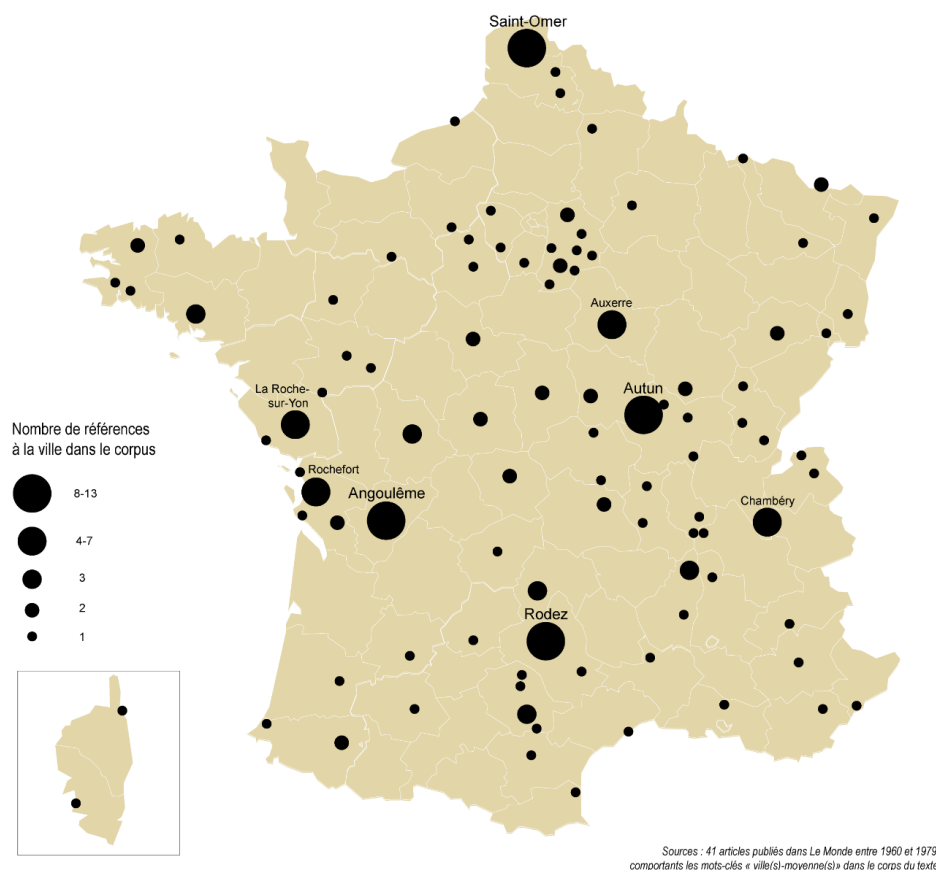 Saint-Omer
Auxerre
Autun
La Roche-
sur-Yon
Nombre de références
à la ville dans le corpus
Rochefort
Angoulême
Chambéry
8-13
4-7
3
2
1
Rodez
Sources : 41 articles publiés dans Le Monde entre 1960 et 1979
comportants les mots-clés « ville(s)-moyenne(s)» dans le corps du texte